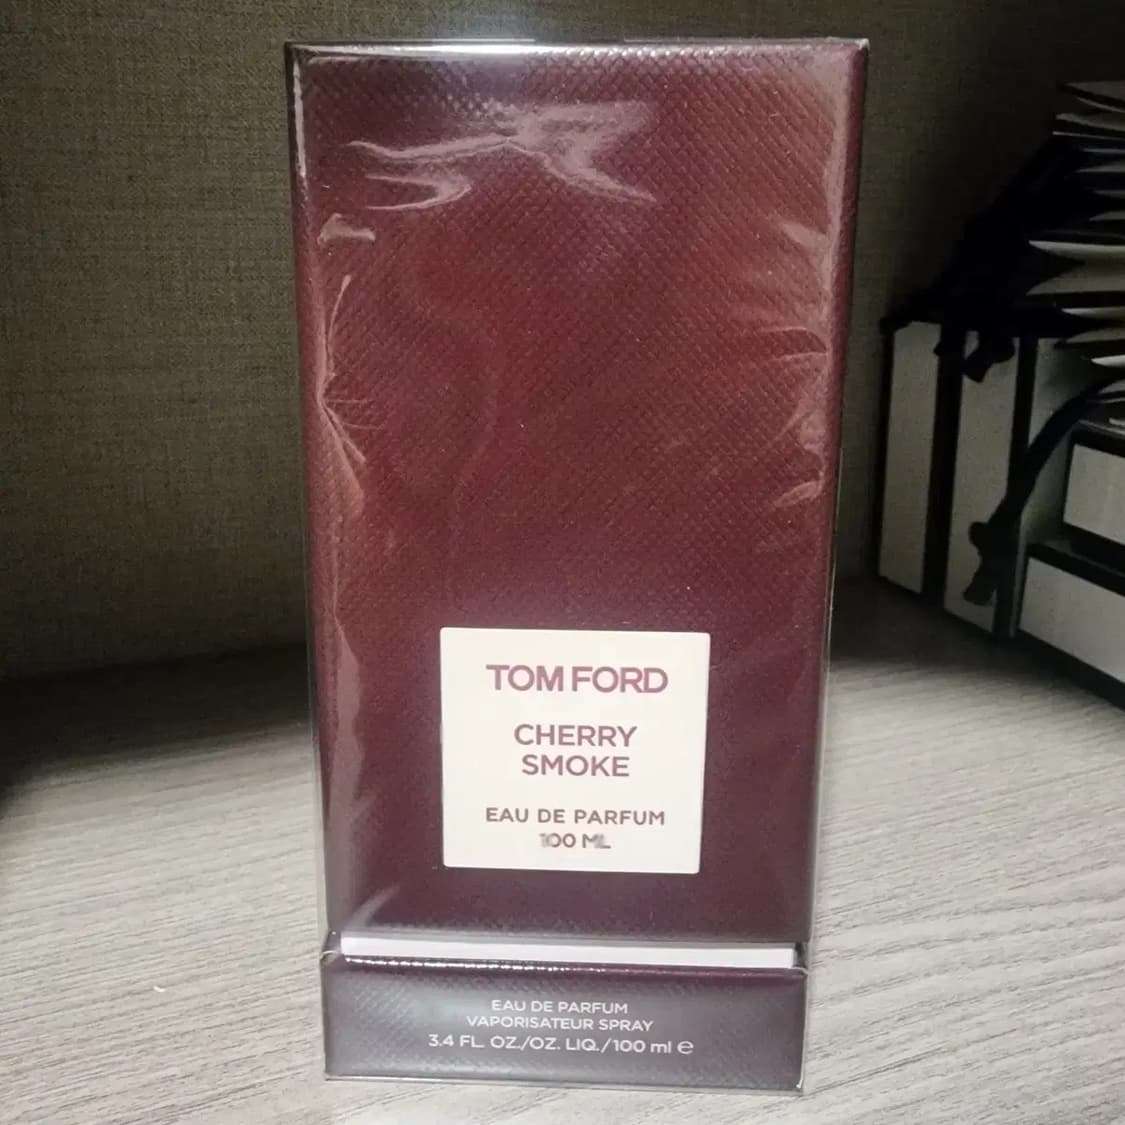 TOM FORD
CHERRY
SMOKE
EAU DE PARFUM
100 ML
EAU DE PARFUM
VAPORISATEUR SPRAY
3.4 FL. OZ./OZ. LIQ./100 ml ℮